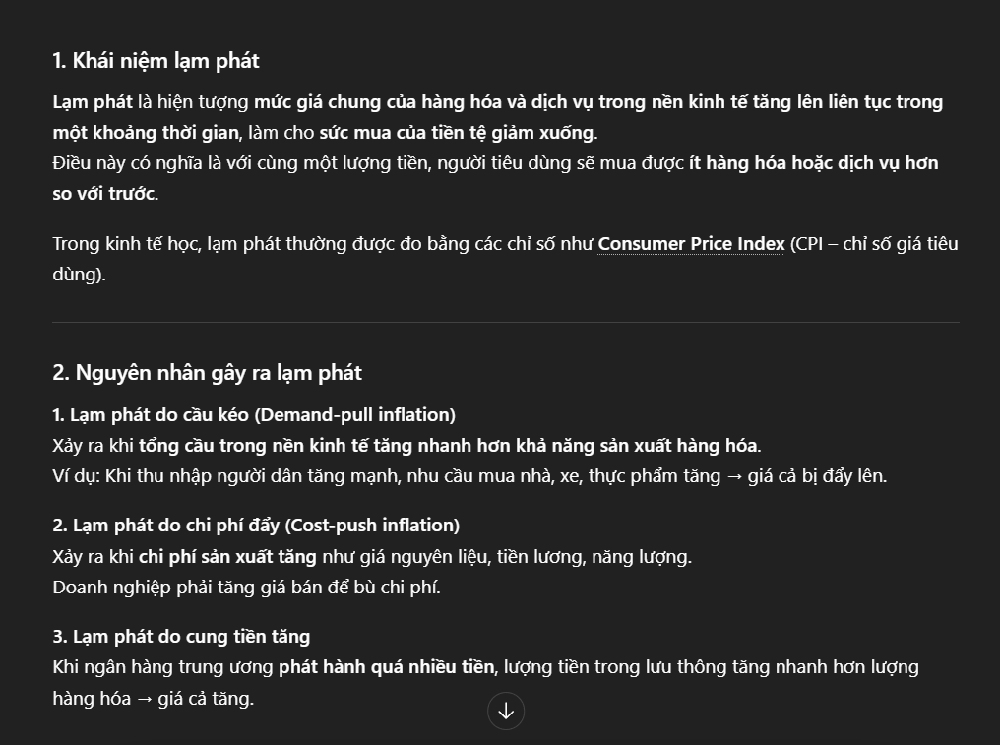 1. Khái niệm lạm phát
Lạm phát là hiện tượng mức giá chung của hàng hóa và dịch vụ trong nền kinh tế tăng lên liên tục trong
một khoảng thời gian, làm cho sức mua của tiền tệ giảm xuống.
Điều này có nghĩa là với cùng một lượng tiền, người tiêu dùng sẽ mua được ít hàng hóa hoặc dịch vụ hơn
so với trước.
Trong kinh tế học, lạm phát thường được đo bằng các chỉ số như Consumer Price Index (CPI – chỉ số giá tiêu
dùng).
2. Nguyên nhân gây ra lạm phát
1. Lạm phát do cầu kéo (Demand-pull inflation)
Xảy ra khi tổng cầu trong nền kinh tế tăng nhanh hơn khả năng sản xuất hàng hóa.
Ví dụ: Khi thu nhập người dân tăng mạnh, nhu cầu mua nhà, xe, thực phẩm tăng → giá cả bị đẩy lên.
2. Lạm phát do chi phí đẩy (Cost-push inflation)
Xảy ra khi chi phí sản xuất tăng như giá nguyên liệu, tiền lương, năng lượng.
Doanh nghiệp phải tăng giá bán để bù chi phí.
3. Lạm phát do cung tiền tăng
Khi ngân hàng trung ương phát hành quá nhiều tiền, lượng tiền trong lưu thông tăng nhanh hơn lượng
hàng hóa → giá cả tăng.